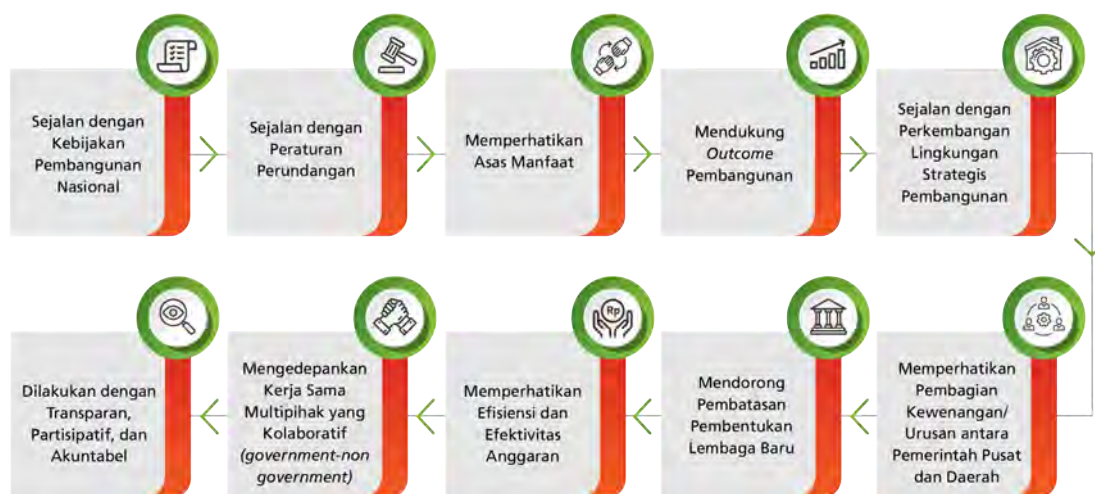 Sejalan dengan
Kebijakan
Pembangunan
Nasional
Sejalan dengan
Peraturan
Perundangan
Memperhatikan
Asas Manfaat
Mendukung
Outcome
Pembangunan
Sejalan dengan
Perkembangan
Lingkungan
Strategis
Pembangunan
Memperhatikan
Pembagian
Kewenangan/
Urusan antara
Pemerintah Pusat
dan Daerah
Mendorong
Pembatasan
Pembentukan
Lembaga Baru
Rp
Memperhatikan
Efisiensi dan
Efektivitas
Anggaran
Mengedepankan
Kerja Sama
Multipihak yang
Kolaboratif
(government-non
government)
Dilakukan dengan
Transparan,
Partisipatif, dan
Akuntabel